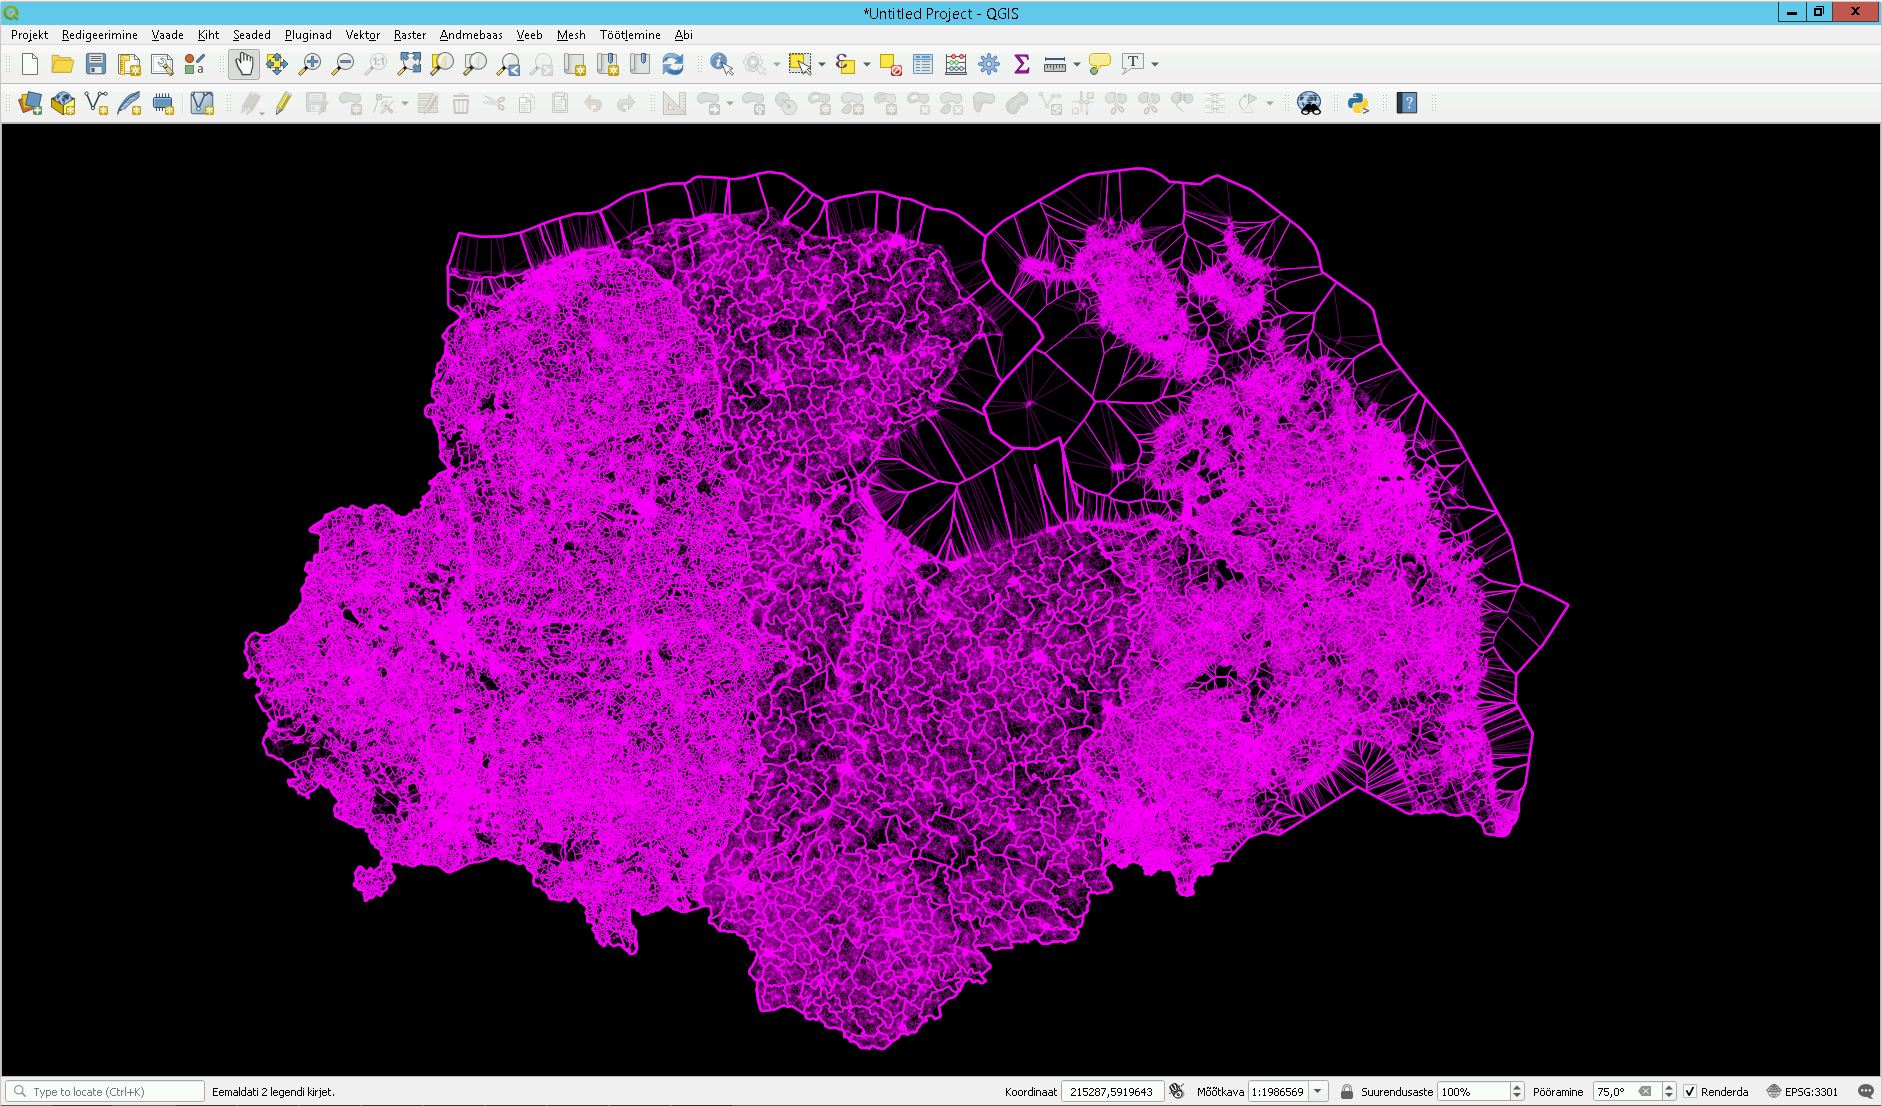 *Untitled Project - QGIS
Projekt Redigeerimine Vaade Kiht Seaded Pluginad Vektor Raster Andmebaas Veeb Mesh Töötlemine Abi
Type to locate (Ctrl+K) Eemaldati 2 legendi kirjet. Koordinaat 215287,5919643 Mõõtkava 1:1986569 Suurendusaste 100% Pööramine 75,0° Renderda EPSG:3301